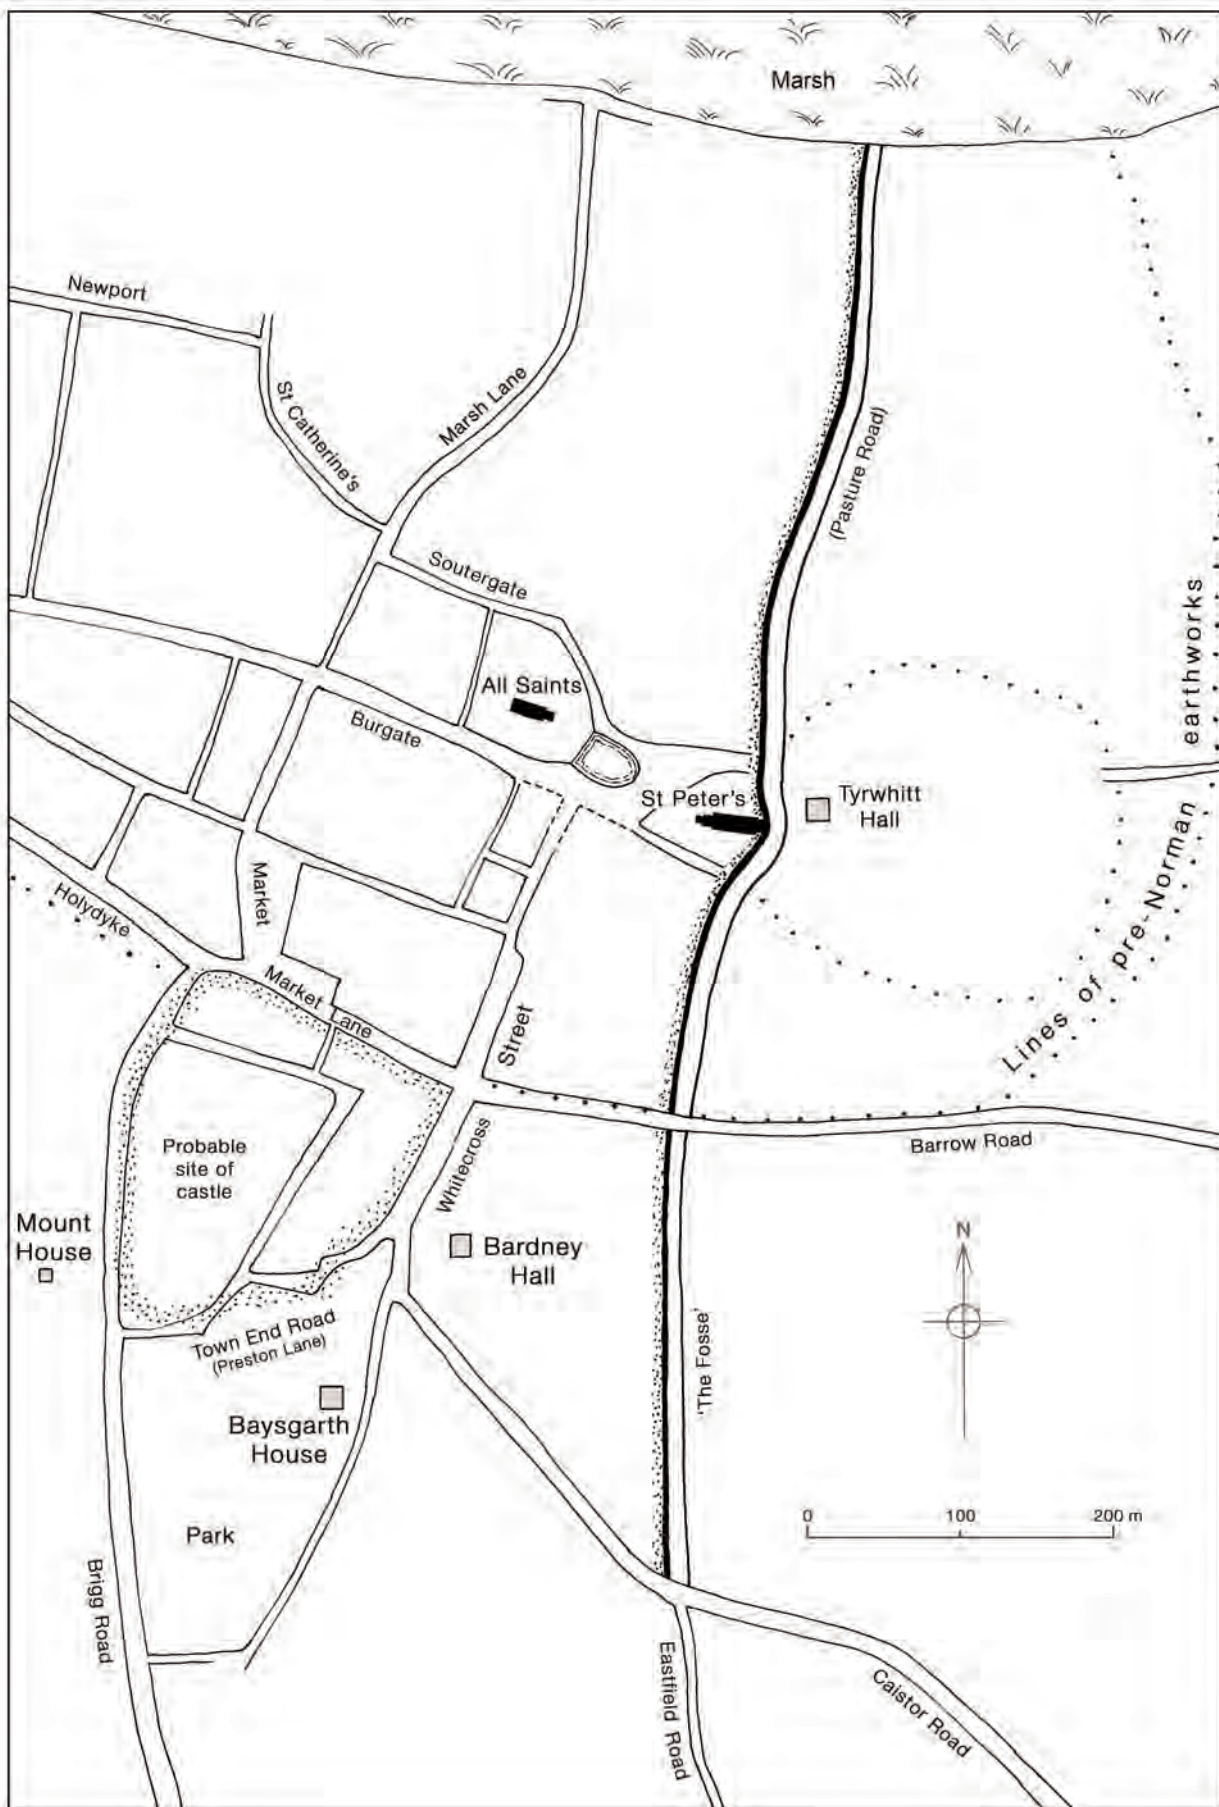 Marsh
Newport
St Catherine's
Marsh Lane
(Pasture Road)
Soutergate
earthworks
All Saints
Burgate
St Peter's
Tyrwhitt
Hall
Market
Holydyke
Lines of pre-Norman
Market Lane
Street
Barrow Road
Probable
site of
castle
Whitecross
Mount
House
Bardney
Hall
N
Town End Road
(Preston Lane)
'The Fosse'
Baysgarth
House
0 100 200 m
Park
Brigg Road
Eastfield Road
Caistor Road